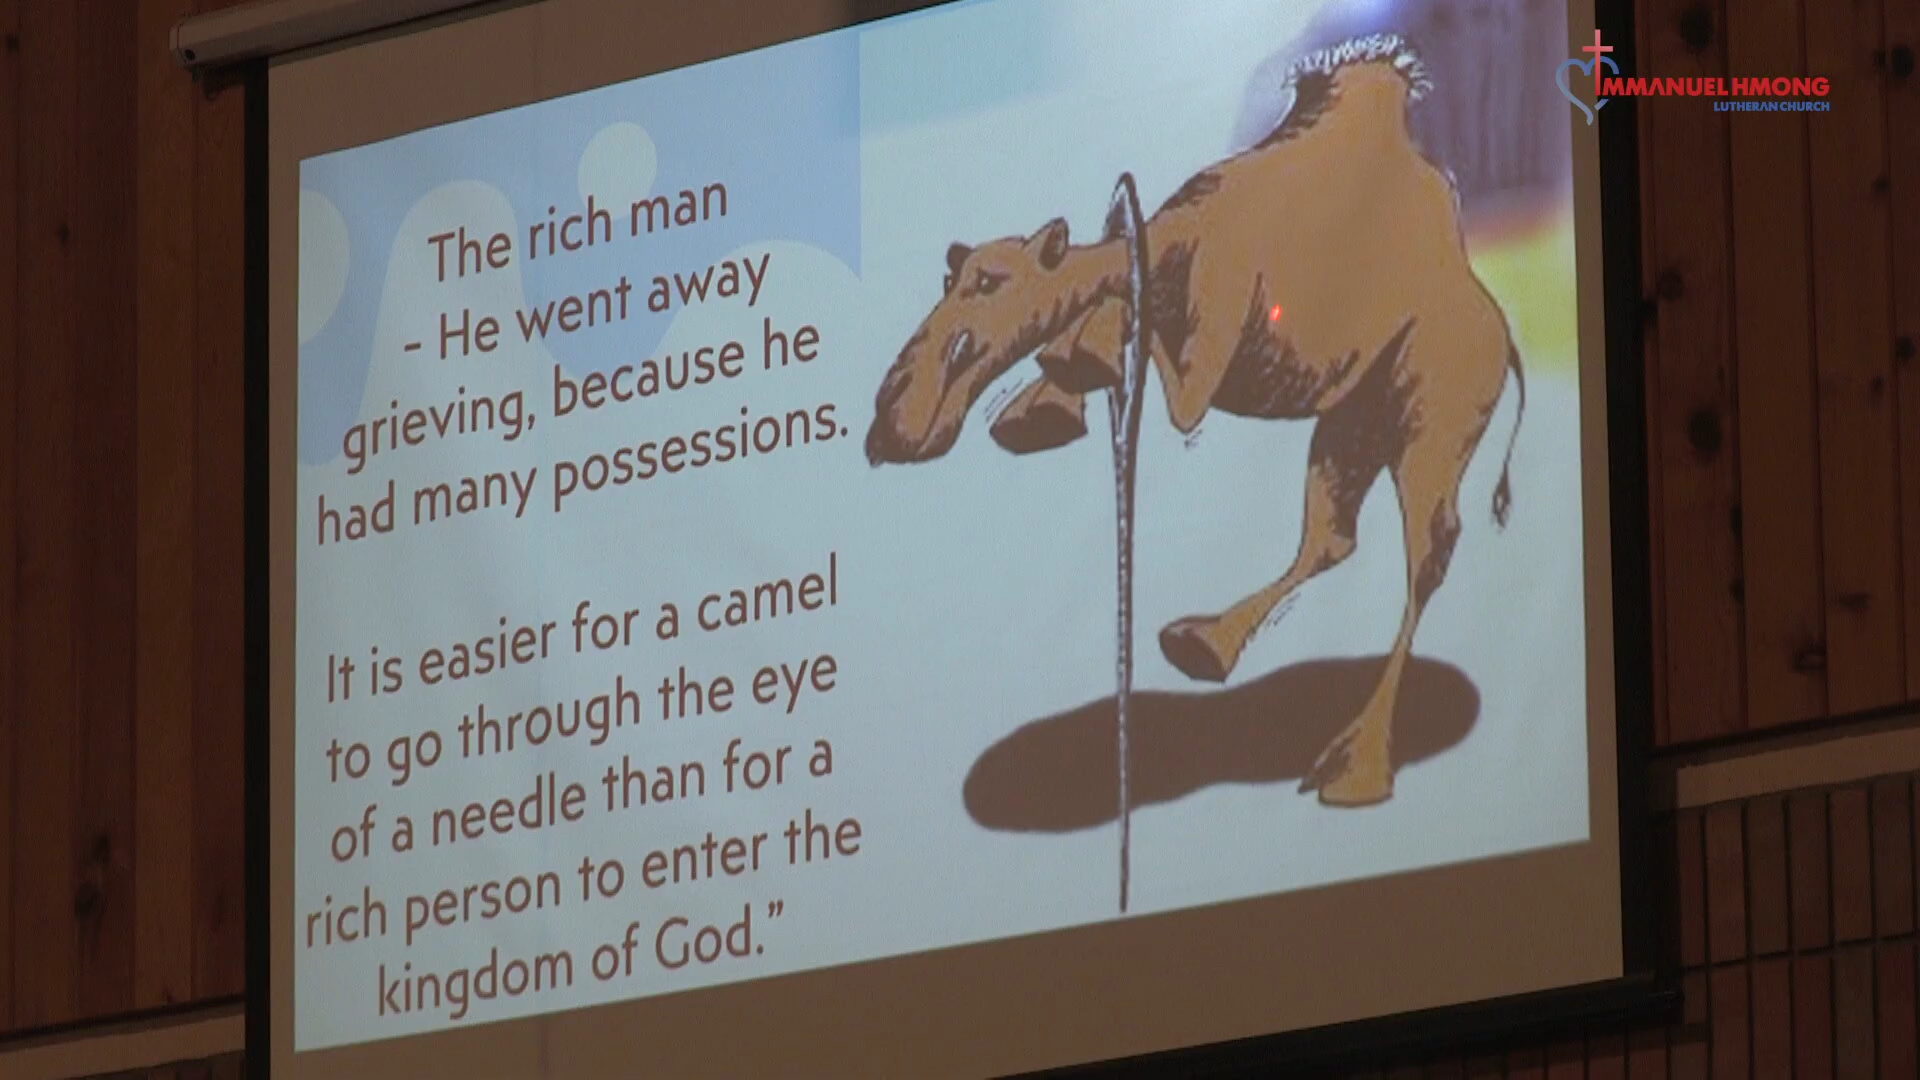 IMMANUEL HMONG
LUTHERAN CHURCH
The rich man
- He went away
grieving, because he
had many possessions.
It is easier for a camel
to go through the eye
of a needle than for a
rich person to enter the
kingdom of God.”